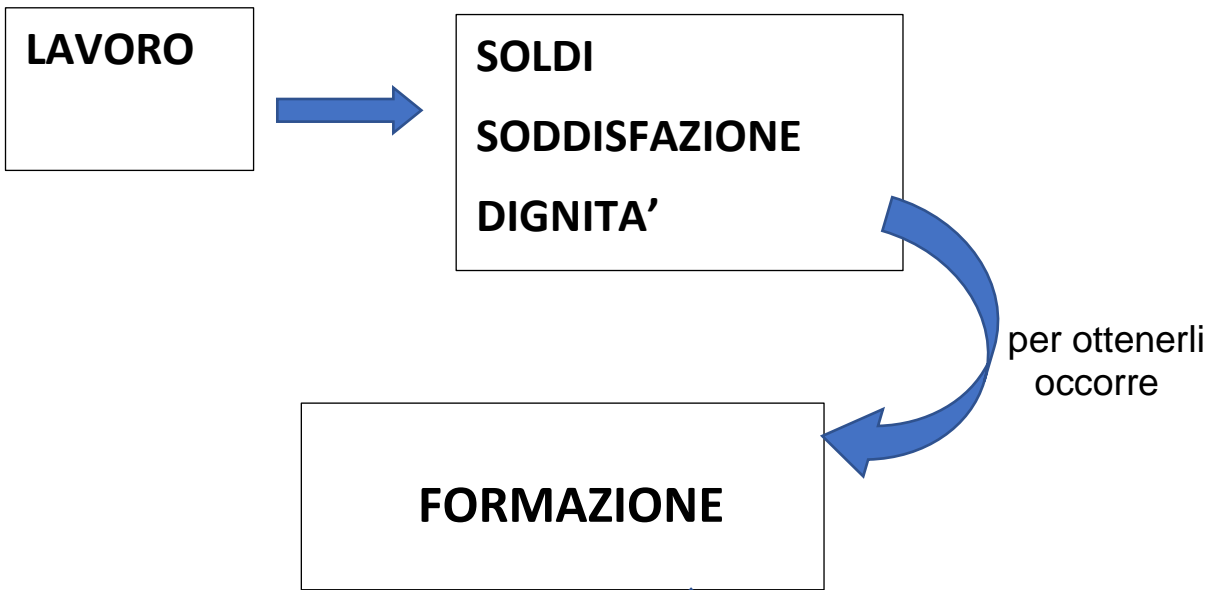 LAVORO
SOLDI
SODDISFAZIONE
DIGNITA’
per ottenerli
occorre
FORMAZIONE